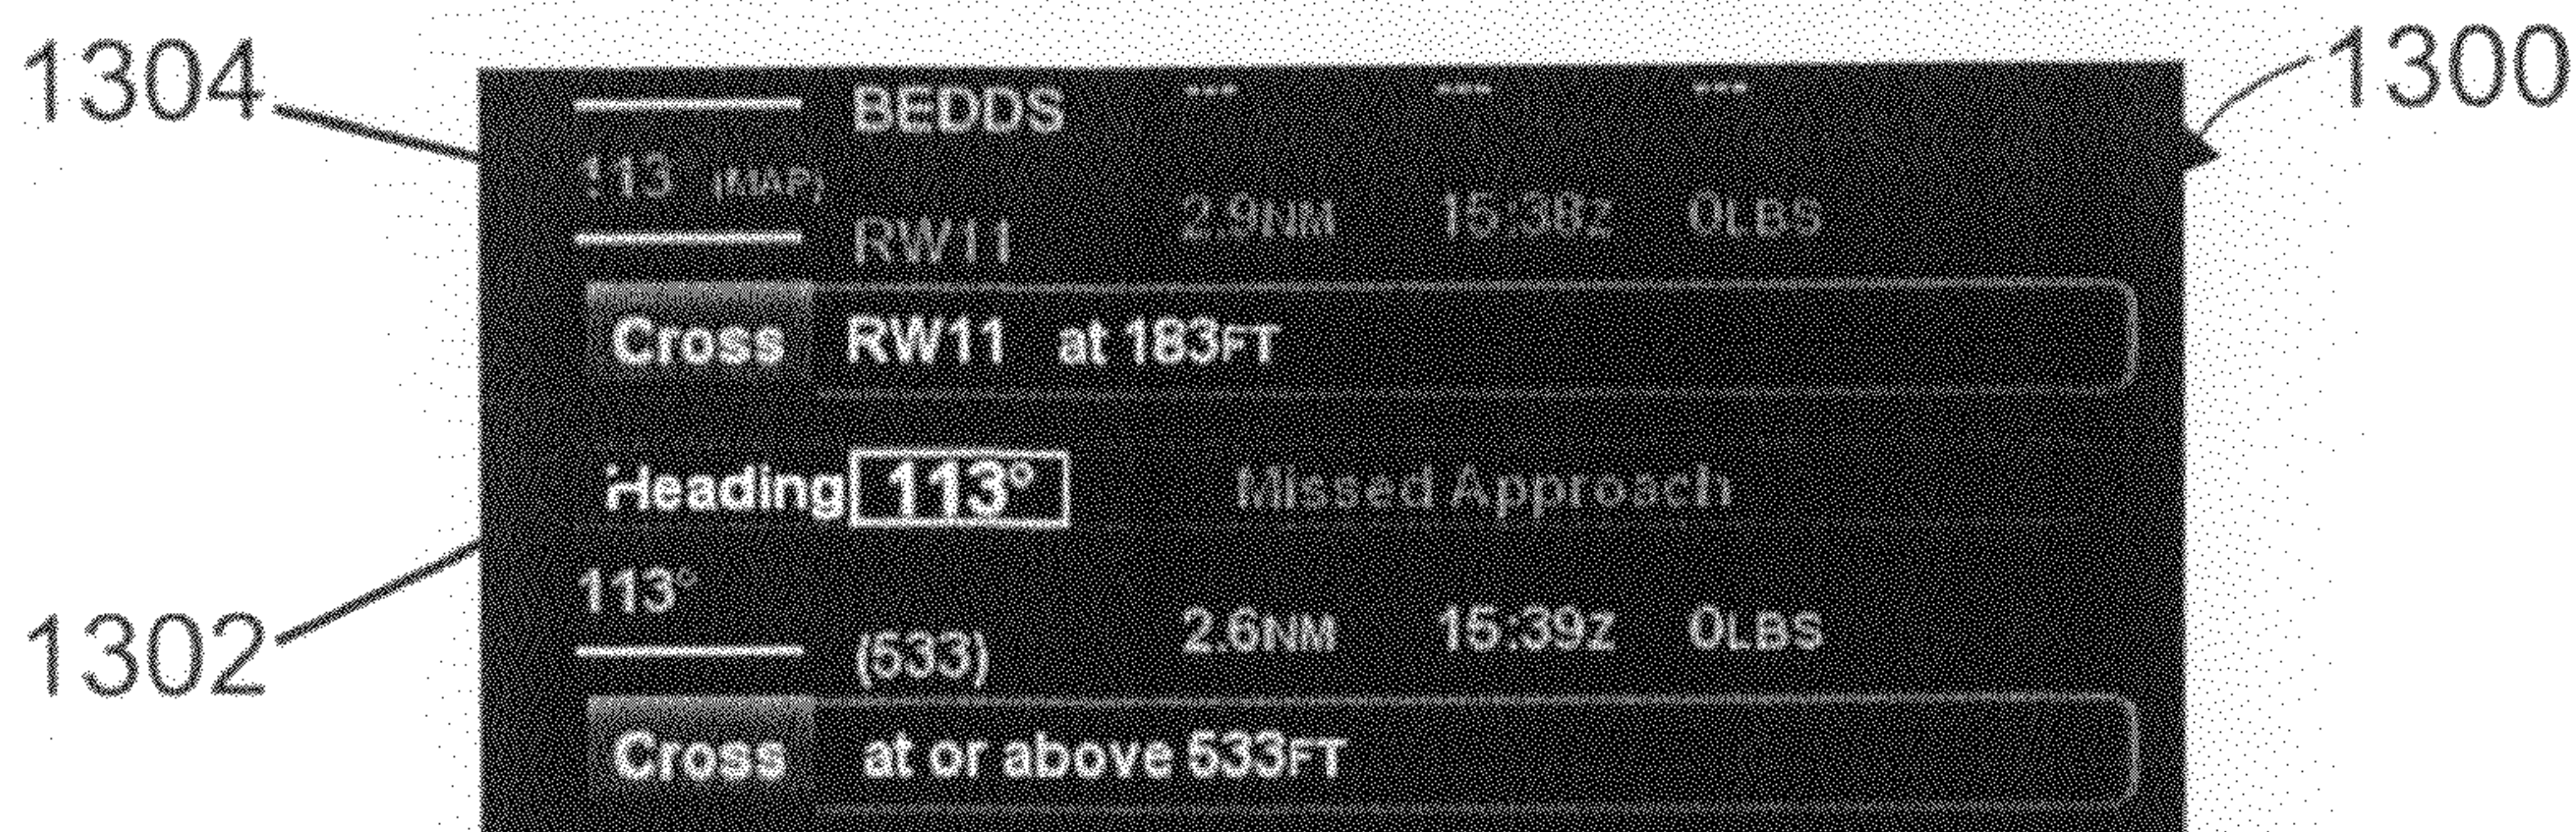 1304
1300
BEDDS --- --- ---
113° (MAP)
RW11 2.9NM 15:38Z 0LBS
Cross RW11 at 183FT
Heading 113° Missed Approach
113°
1302
(533) 2.6NM 15:39Z 0LBS
Cross at or above 533FT